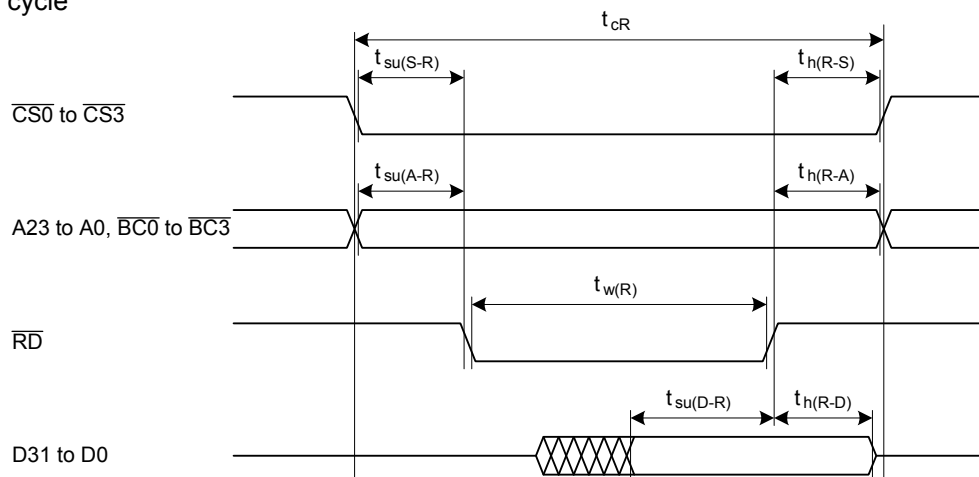 cycle
tcR
tsu(S-R)
th(R-S)
CS0 to CS3
tsu(A-R)
th(R-A)
A23 to A0, BC0 to BC3
tw(R)
RD
tsu(D-R)
th(R-D)
D31 to D0